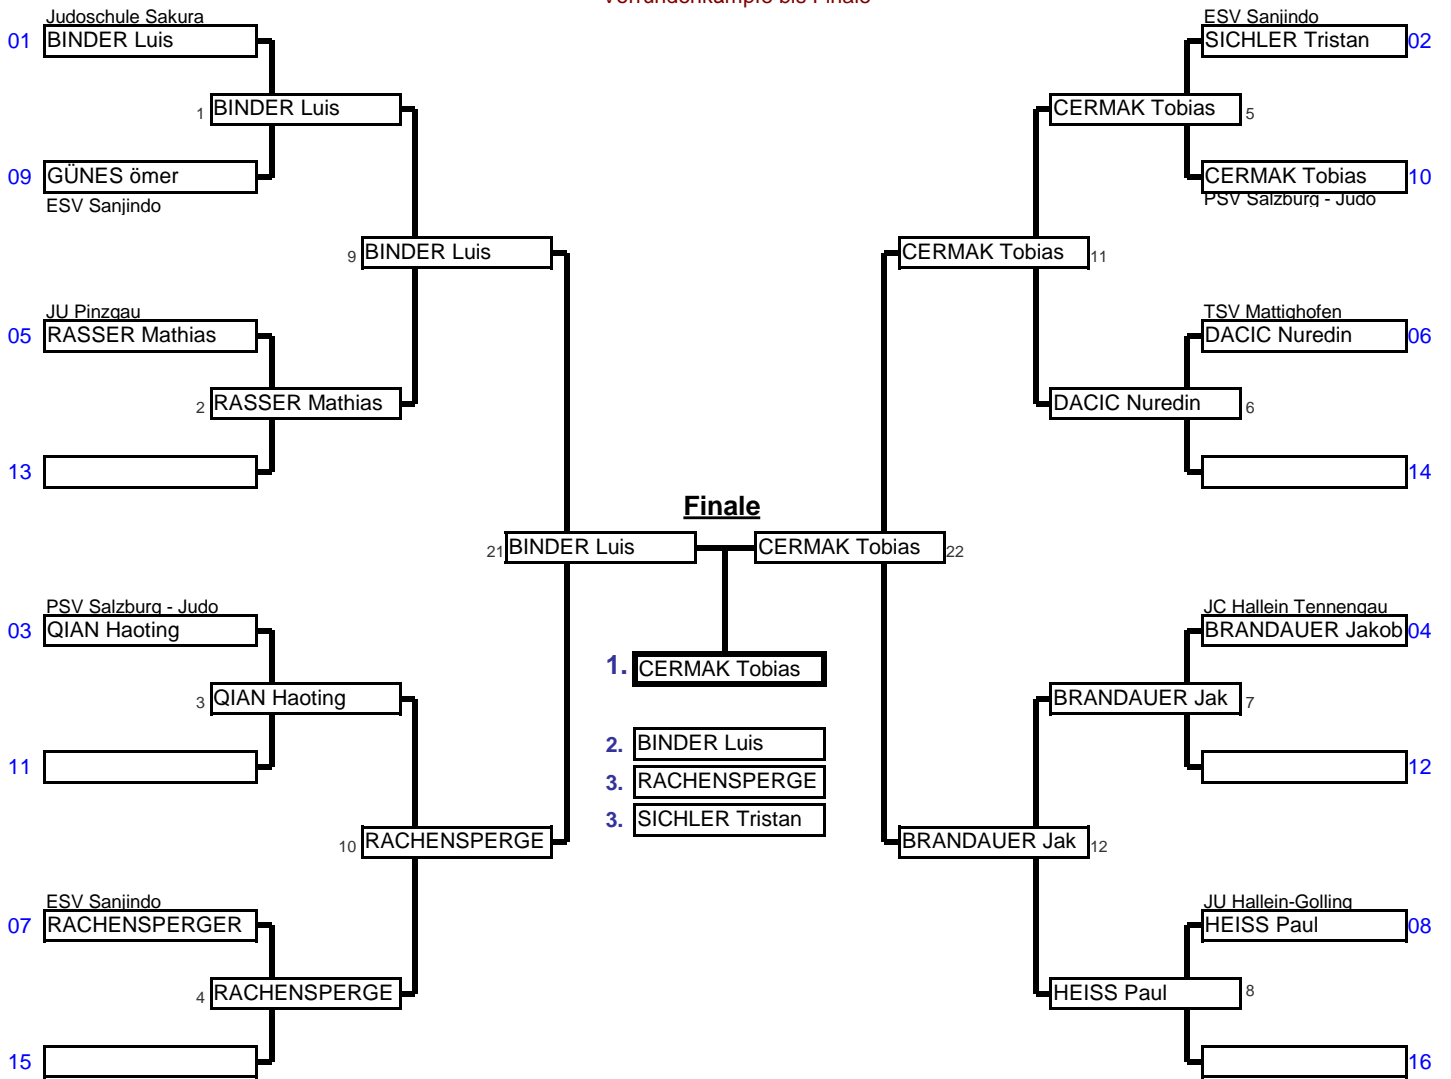 Vorrundenkämpfe bis Finale
Judoschule Sakura
01 BINDER Luis
1 BINDER Luis
09 GÜNES ömer
ESV Sanjindo
9 BINDER Luis
JU Pinzgau
05 RASSER Mathias
2 RASSER Mathias
13
21 BINDER Luis
PSV Salzburg - Judo
03 QIAN Haoting
3 QIAN Haoting
11
10 RACHENSPERGE
ESV Sanjindo
07 RACHENSPERGER
4 RACHENSPERGE
15
Finale
1. CERMAK Tobias
2. BINDER Luis
3. RACHENSPERGE
3. SICHLER Tristan
ESV Sanjindo
SICHLER Tristan 02
CERMAK Tobias 5
CERMAK Tobias 10
PSV Salzburg - Judo
CERMAK Tobias 11
TSV Mattighofen
DACIC Nuredin 06
DACIC Nuredin 6
14
CERMAK Tobias 22
JC Hallein Tennengau
BRANDAUER Jakob 04
BRANDAUER Jak 7
12
BRANDAUER Jak 12
JU Hallein-Golling
HEISS Paul 08
HEISS Paul 8
16